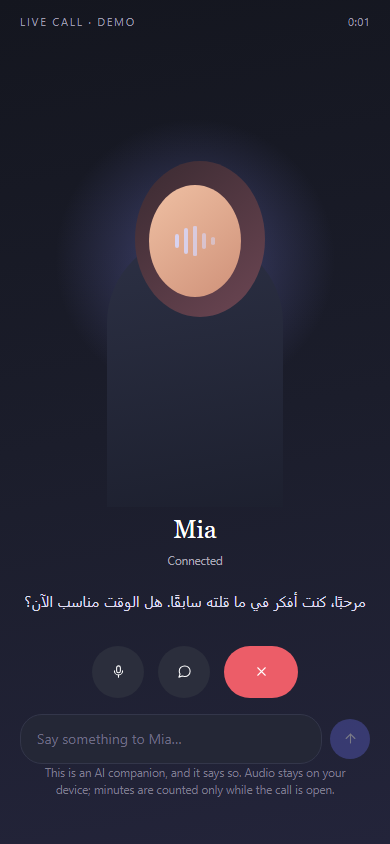 LIVE CALL · DEMO
0:01
Mia
Connected
مرحبًا، كنت أفكر في ما قلته سابقًا. هل الوقت مناسب الآن؟
Say something to Mia...
This is an AI companion, and it says so. Audio stays on your
device; minutes are counted only while the call is open.